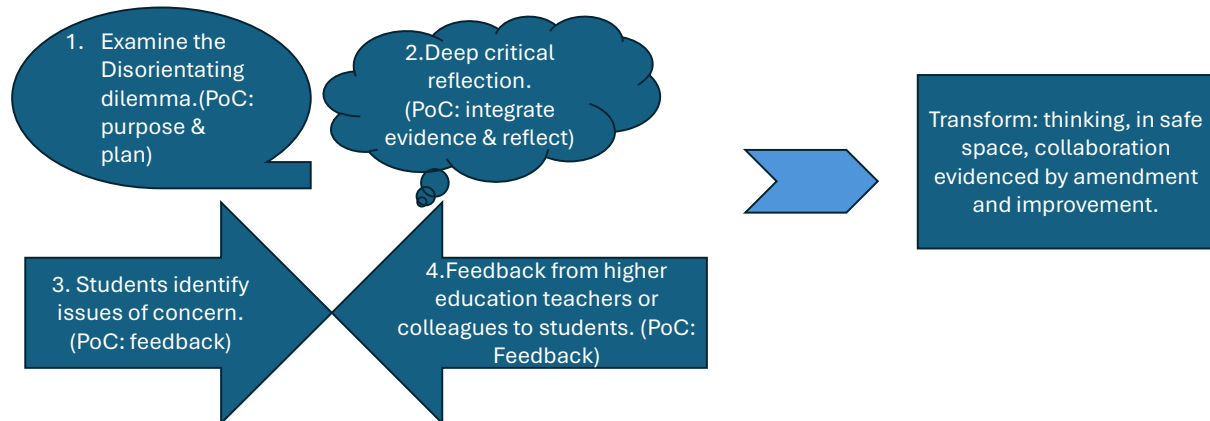 1. Examine the
Disorientating
dilemma.(PoC:
purpose &
plan)
2.Deep critical
reflection.
(PoC: integrate
evidence & reflect)
Transform: thinking, in safe
space, collaboration
evidenced by amendment
and improvement.
3. Students identify
issues of concern.
(PoC: feedback)
4.Feedback from higher
education teachers or
colleagues to students. (PoC:
Feedback)